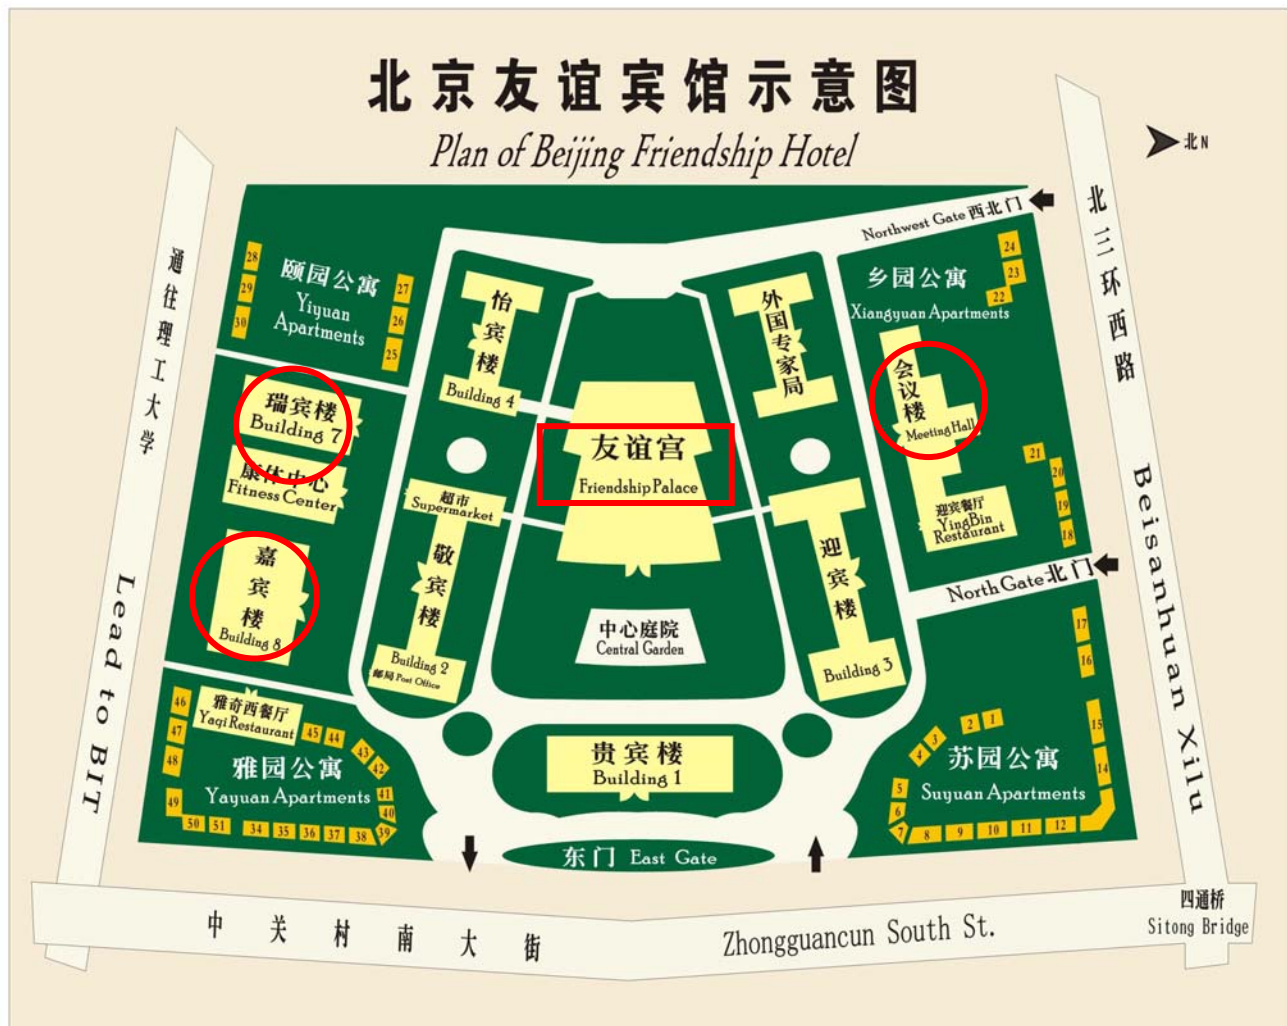 北京友谊宾馆示意图
Plan of Beijing Friendship Hotel
北 N
通往理工大学
Lead to BIT
北三环西路
Beisanhuan Xilu
Northwest Gate 西北门
28
29
30
颐园公寓
Yiyuan
Apartments
27
26
25
怡宾楼
Building 4
外国专家局
乡园公寓
Xiangyuan Apartments
24
23
22
会议楼
Meeting Hall
瑞宾楼
Building 7
康体中心
Fitness Center
嘉宾楼
Building 8
超市
Supermarket
敬宾楼
Building 2
邮局 Post Office
友谊宫
Friendship Palace
中心庭院
Central Garden
迎宾楼
Building 3
迎宾餐厅
YingBin
Restaurant
21
20
19
18
North Gate 北门
17
16
15
14
雅奇西餐厅
Yaqi Restaurant
46
47
48
49
45
44
43
42
41
40
39
雅园公寓
Yayuan Apartments
50
51
34
35
36
37
38
贵宾楼
Building 1
东门 East Gate
苏园公寓
Suyuan Apartments
1
2
3
4
5
6
7
8
9
10
11
12
中关村南大街
Zhongguancun South St.
四通桥
Sitong Bridge